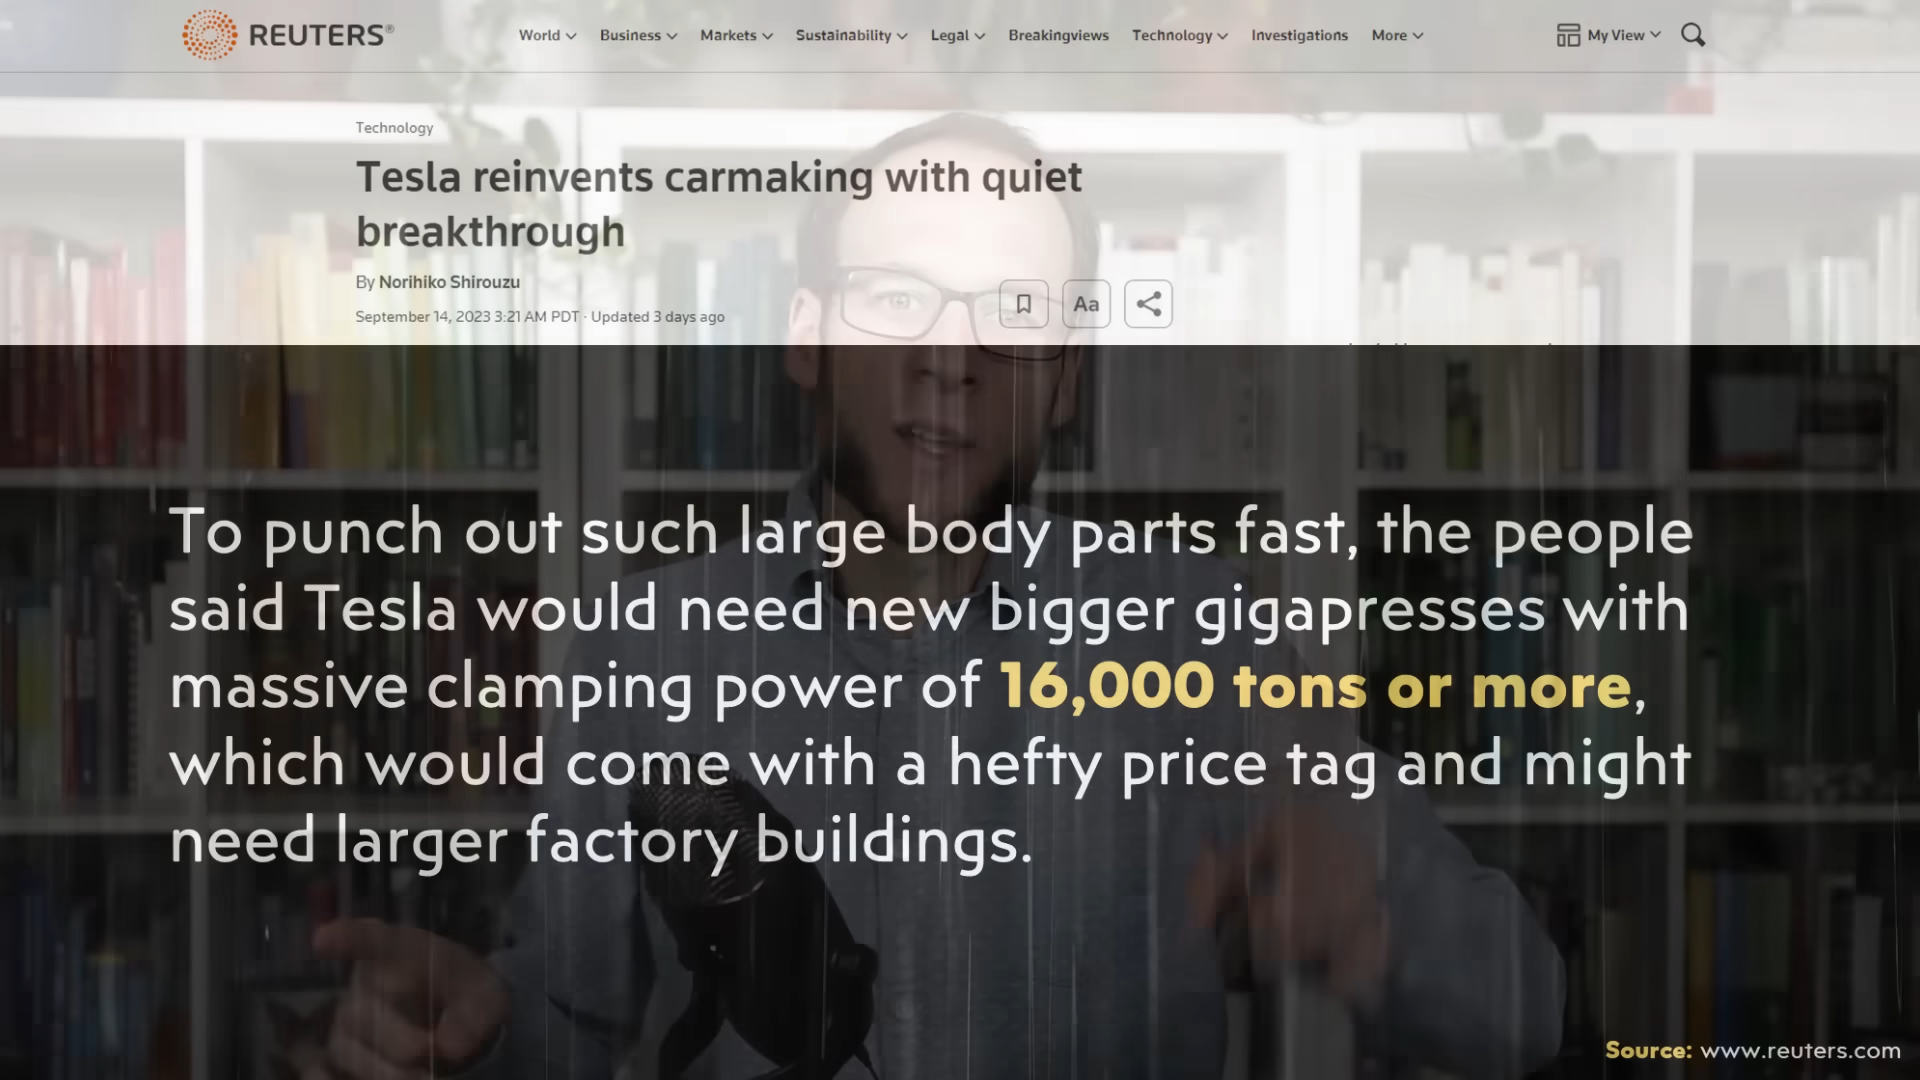 REUTERS®
World Business Markets Sustainability Legal Breakingviews Technology Investigations More My View
Technology
Tesla reinvents carmaking with quiet
breakthrough
By Norihiko Shirouzu
September 14, 2023 3:21 AM PDT · Updated 3 days ago
Aa
To punch out such large body parts fast, the people
said Tesla would need new bigger gigapresses with
massive clamping power of 16,000 tons or more,
which would come with a hefty price tag and might
need larger factory buildings.
Source: www.reuters.com